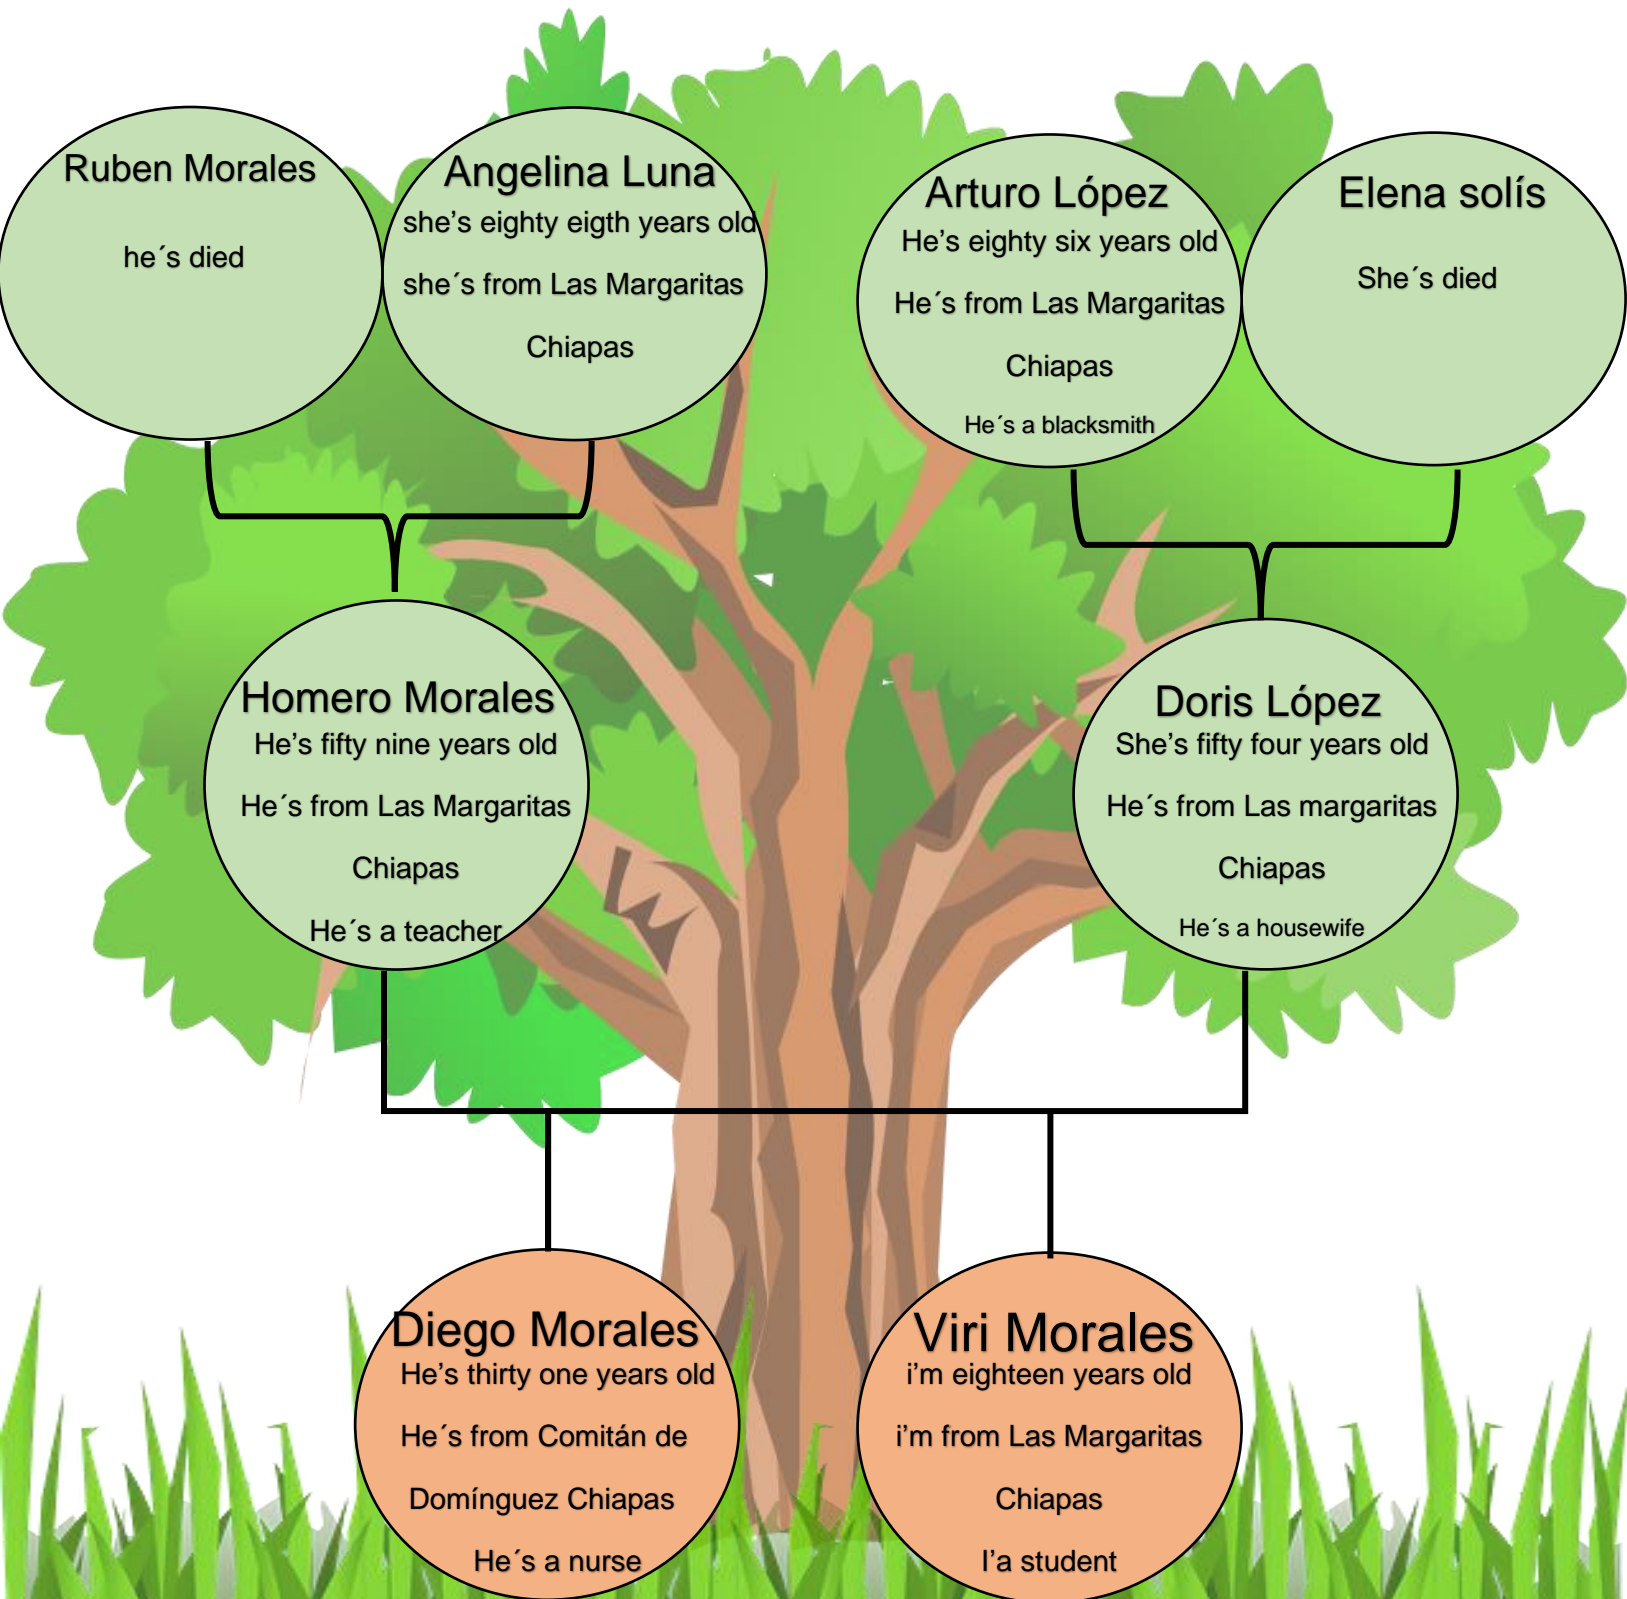 Ruben Morales
he´s died
Angelina Luna
she's eighty eigth years old
she´s from Las Margaritas
Chiapas
Arturo López
He's eighty six years old
He´s from Las Margaritas
Chiapas
He´s a blacksmith
Elena solís
She´s died
Homero Morales
He's fifty nine years old
He´s from Las Margaritas
Chiapas
He´s a teacher
Doris López
She's fifty four years old
He´s from Las margaritas
Chiapas
He´s a housewife
Diego Morales
He's thirty one years old
He´s from Comitán de
Domínguez Chiapas
He´s a nurse
Viri Morales
i'm eighteen years old
i'm from Las Margaritas
Chiapas
I'a student